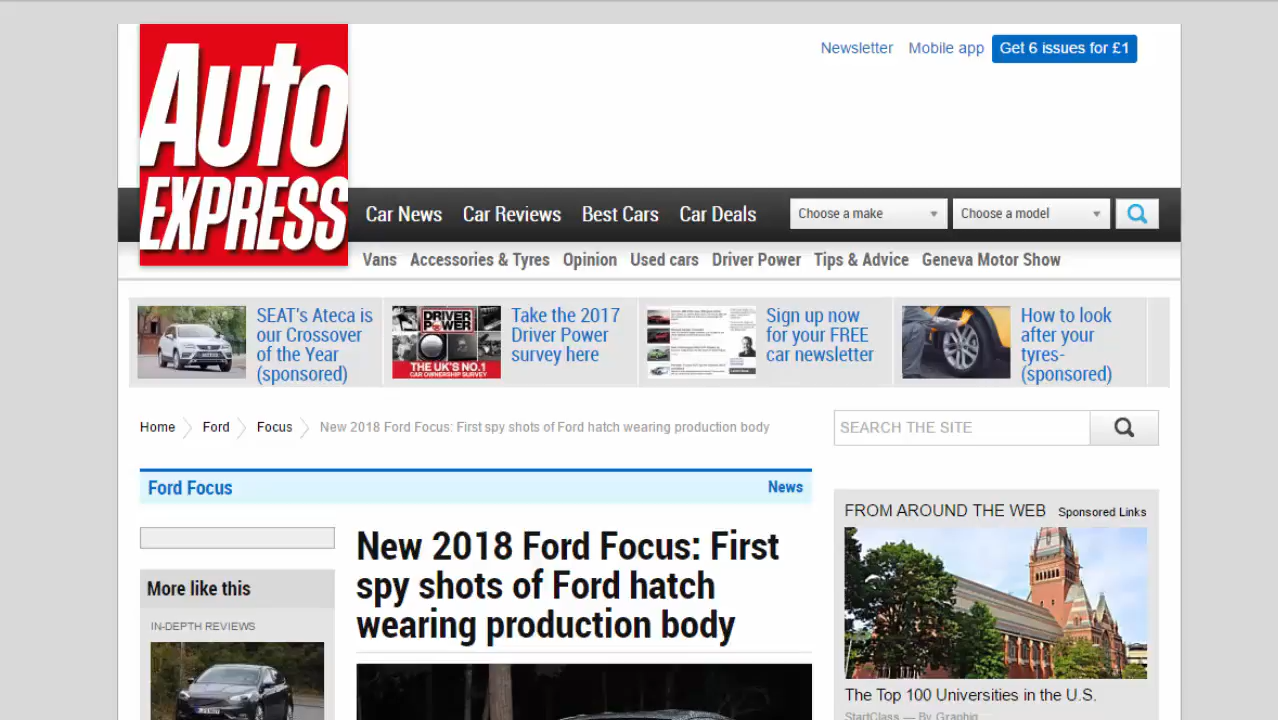 Newsletter Mobile app Get 6 issues for £1
Auto
EXPRESS
Car News Car Reviews Best Cars Car Deals Choose a make Choose a model
Vans Accessories & Tyres Opinion Used cars Driver Power Tips & Advice Geneva Motor Show
SEAT's Ateca is
our Crossover
of the Year
(sponsored)
DRIVER
POWER
THE UK'S NO.1
CAR OWNERSHIP SURVEY
Take the 2017
Driver Power
survey here
Sign up now
for your FREE
car newsletter
How to look
after your
tyres-
(sponsored)
Home Ford Focus New 2018 Ford Focus: First spy shots of Ford hatch wearing production body
SEARCH THE SITE
Ford Focus News
New 2018 Ford Focus: First
spy shots of Ford hatch
wearing production body
More like this
IN-DEPTH REVIEWS
FROM AROUND THE WEB Sponsored Links
The Top 100 Universities in the U.S.
StartClass — By Graphiq